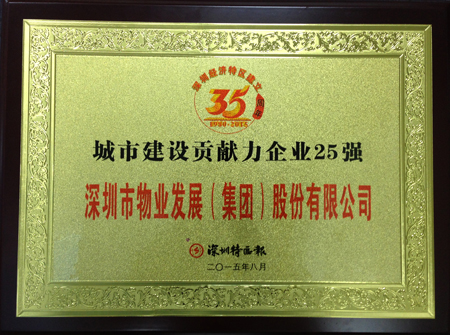 深圳经济特区建立
35
周年
1980-2015
城市建设贡献力企业25强
深圳市物业发展（集团）股份有限公司
深圳特区报
二〇一五年八月